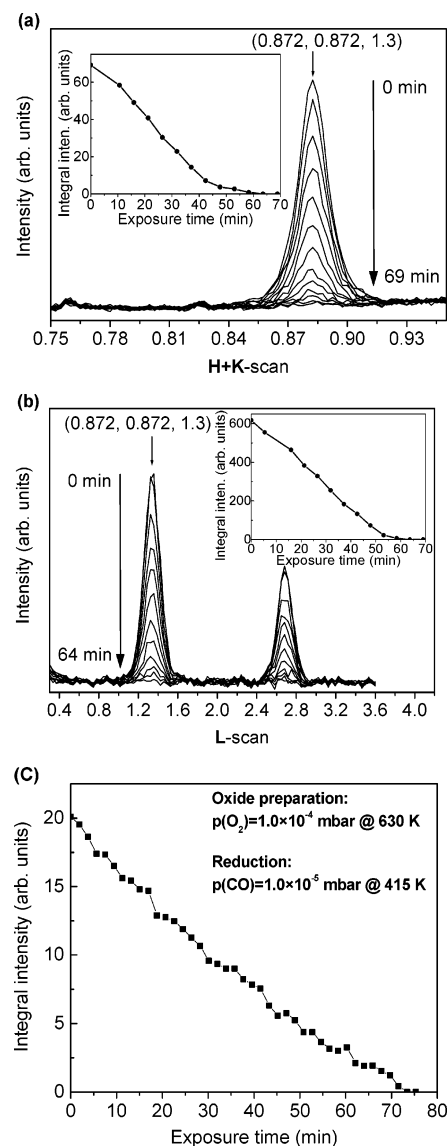 (a)
(0.872, 0.872, 1.3)
0 min
69 min
Intensity (arb. units)
0.75 0.78 0.81 0.84 0.87 0.90 0.93
H+K-scan
Integral inten. (arb. units)
60
40
20
0
0 10 20 30 40 50 60 70
Exposure time (min)
(b)
(0.872, 0.872, 1.3)
0 min
64 min
Intensity (arb. units)
0.6 1.2 1.8 2.4 3.0 3.6 4.2
L-scan
Integral inten. (arb. units)
600
400
200
0
0 10 20 30 40 50 60 70
Exposure time (min)
(C)
Oxide preparation:
p(O₂)=1.0×10⁻⁴ mbar @ 630 K
Reduction:
p(CO)=1.0×10⁻⁵ mbar @ 415 K
Integral intensity (arb. units)
20
15
10
5
0
0 10 20 30 40 50 60 70 80
Exposure time (min)